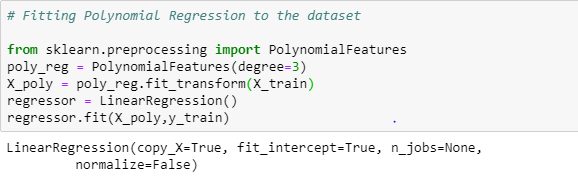 # Fitting Polynomial Regression to the dataset
from sklearn.preprocessing import PolynomialFeatures
poly_reg = PolynomialFeatures(degree=3)
X_poly = poly_reg.fit_transform(X_train)
regressor = LinearRegression()
regressor.fit(X_poly,y_train)
LinearRegression(copy_X=True, fit_intercept=True, n_jobs=None,
normalize=False)